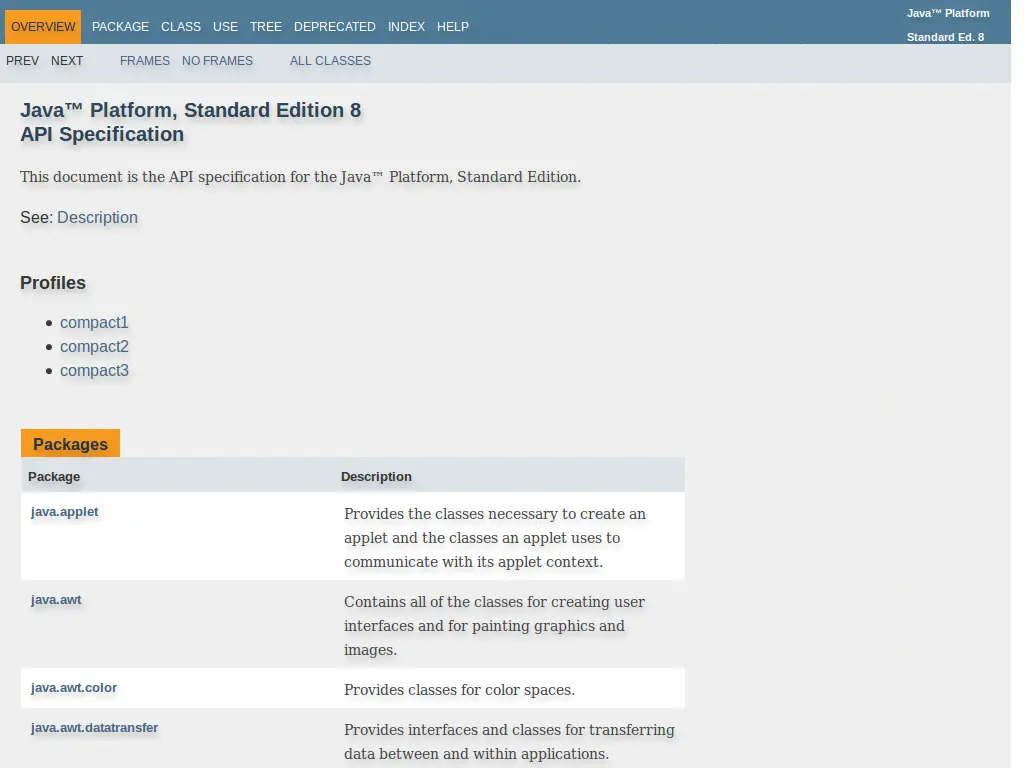 OVERVIEW PACKAGE CLASS USE TREE DEPRECATED INDEX HELP
Java™ Platform
Standard Ed. 8
PREV NEXT FRAMES NO FRAMES ALL CLASSES
Java™ Platform, Standard Edition 8
API Specification
This document is the API specification for the Java™ Platform, Standard Edition.
See: Description
Profiles
compact1
compact2
compact3
Packages
Package Description
java.applet Provides the classes necessary to create an
applet and the classes an applet uses to
communicate with its applet context.
java.awt Contains all of the classes for creating user
interfaces and for painting graphics and
images.
java.awt.color Provides classes for color spaces.
java.awt.datatransfer Provides interfaces and classes for transferring
data between and within applications.